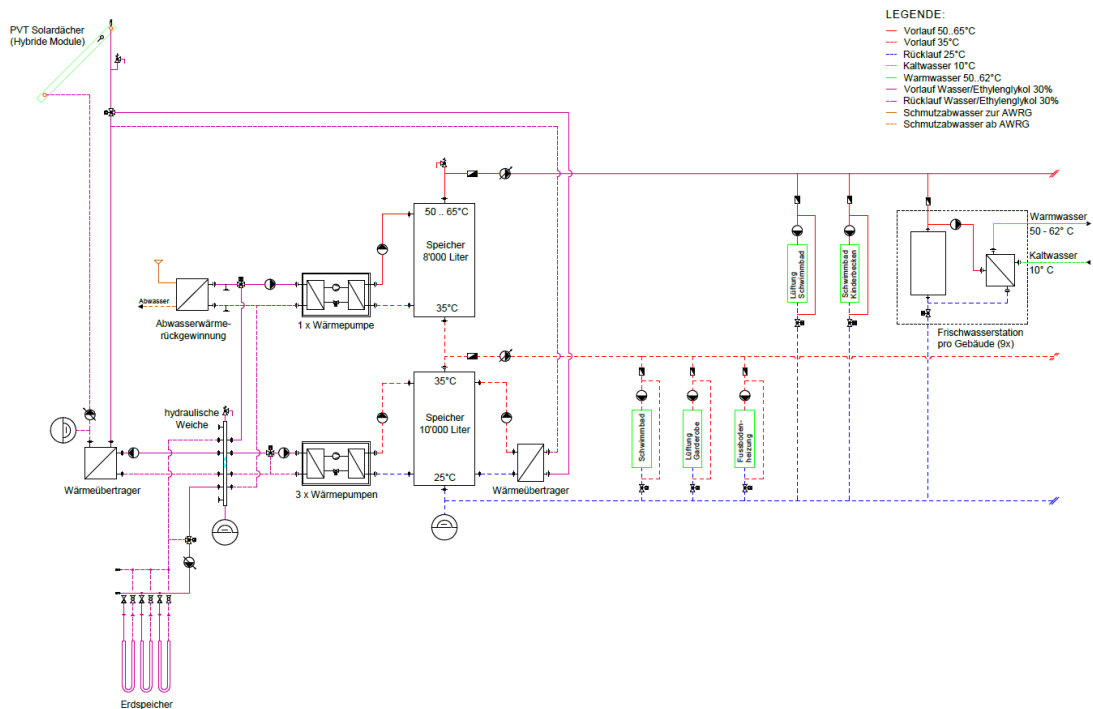 PVT Solardächer
(Hybride Module)
LEGENDE:
Vorlauf 50..65°C
Vorlauf 35°C
Rücklauf 25°C
Kaltwasser 10°C
Warmwasser 50..62°C
Vorlauf Wasser/Ethylenglykol 30%
Rücklauf Wasser/Ethylenglykol 30%
Schmutzabwasser zur AWRG
Schmutzabwasser ab AWRG
50 .. 65°C
Speicher
8'000 Liter
35°C
Abwasser
Abwasserwärme-
rückgewinnung
1 x Wärmepumpe
Lüftung
Schwimmbad
Schwimmbad
Kinderbecken
Warmwasser
50 - 62° C
Kaltwasser
10° C
Frischwasserstation
pro Gebäude (9x)
35°C
Speicher
10'000 Liter
25°C
hydraulische
Weiche
Wärmeübertrager
3 x Wärmepumpen
Wärmeübertrager
Schwimmbad
Lüftung
Garderobe
Fussboden-
heizung
Erdspeicher